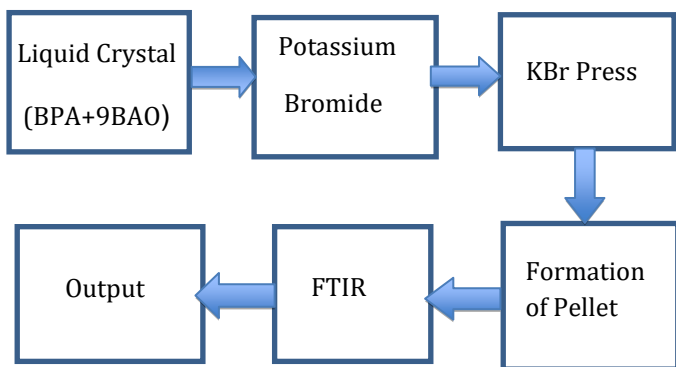 Liquid Crystal
(BPA+9BAO)
Potassium
Bromide
KBr Press
Formation
of Pellet
FTIR
Output